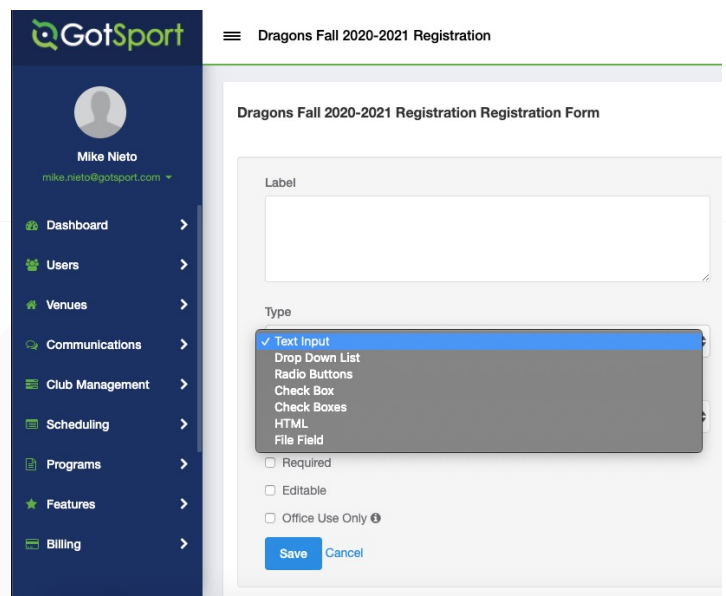 GotSport
Dragons Fall 2020-2021 Registration
Mike Nieto
mike.nieto@gotsport.com
Dashboard
Users
Venues
Communications
Club Management
Scheduling
Programs
Features
Billing
Dragons Fall 2020-2021 Registration Registration Form
Label
Type
✓ Text Input
Drop Down List
Radio Buttons
Check Box
Check Boxes
HTML
File Field
Required
Editable
Office Use Only
Save Cancel